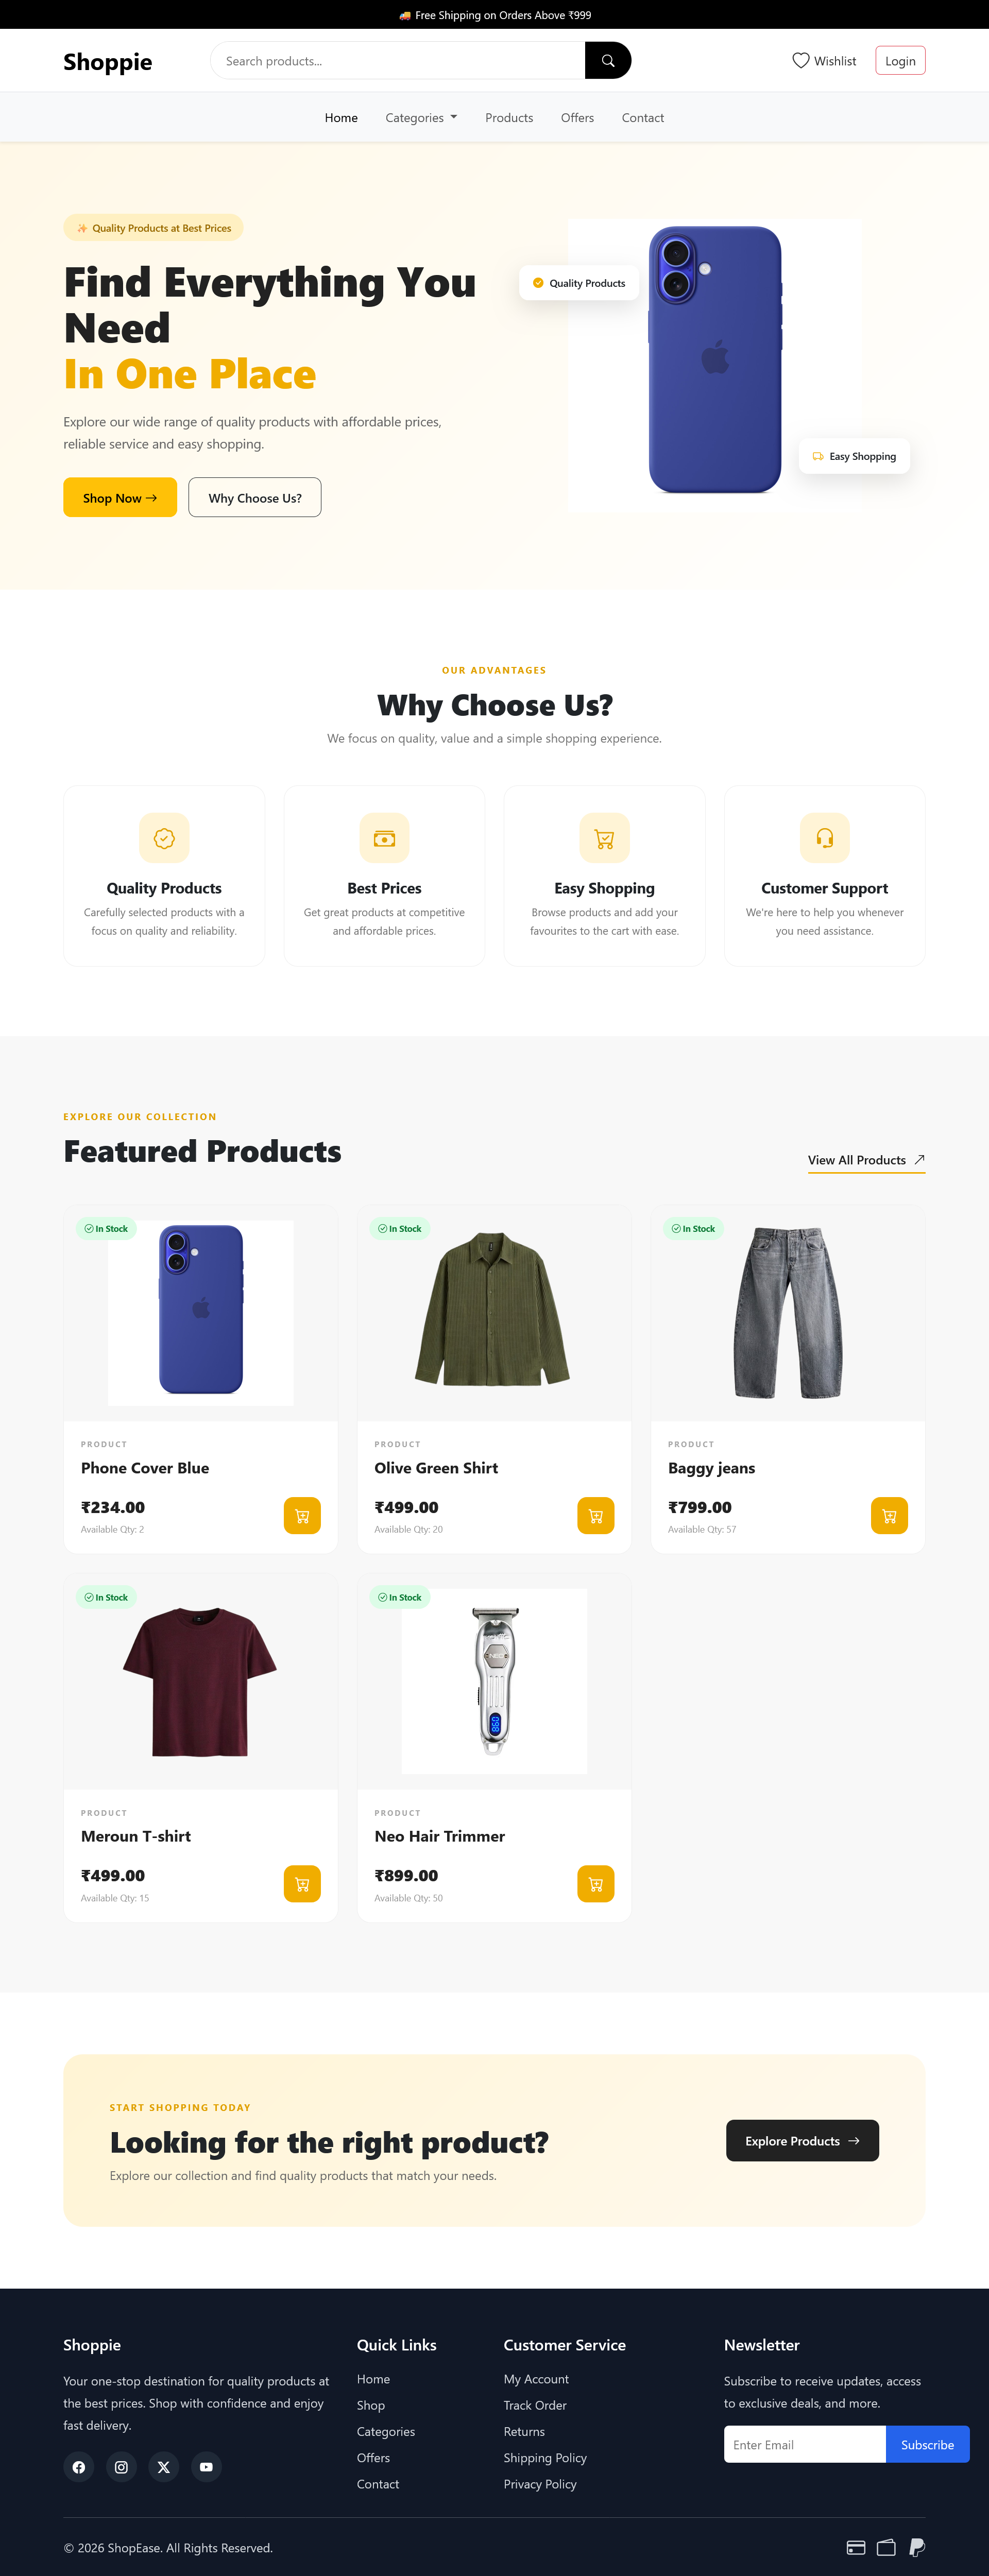 🚚 Free Shipping on Orders Above ₹999
Shoppie
Search products...
Wishlist
Login
Home
Categories
Products
Offers
Contact
✨ Quality Products at Best Prices
Find Everything You
Need
In One Place
Explore our wide range of quality products with affordable prices,
reliable service and easy shopping.
Shop Now →
Why Choose Us?
Quality Products
Easy Shopping
OUR ADVANTAGES
Why Choose Us?
We focus on quality, value and a simple shopping experience.
Quality Products
Carefully selected products with a
focus on quality and reliability.
Best Prices
Get great products at competitive
and affordable prices.
Easy Shopping
Browse products and add your
favourites to the cart with ease.
Customer Support
We're here to help you whenever
you need assistance.
EXPLORE OUR COLLECTION
Featured Products
View All Products
In Stock
PRODUCT
Phone Cover Blue
₹234.00
Available Qty: 2
In Stock
PRODUCT
Olive Green Shirt
₹499.00
Available Qty: 20
In Stock
PRODUCT
Baggy jeans
₹799.00
Available Qty: 57
In Stock
PRODUCT
Meroun T-shirt
₹499.00
Available Qty: 15
In Stock
NEO
PRODUCT
Neo Hair Trimmer
₹899.00
Available Qty: 50
START SHOPPING TODAY
Looking for the right product?
Explore our collection and find quality products that match your needs.
Explore Products →
Shoppie
Your one-stop destination for quality products at
the best prices. Shop with confidence and enjoy
fast delivery.
Quick Links
Home
Shop
Categories
Offers
Contact
Customer Service
My Account
Track Order
Returns
Shipping Policy
Privacy Policy
Newsletter
Subscribe to receive updates, access
to exclusive deals, and more.
Enter Email
Subscribe
© 2026 ShopEase. All Rights Reserved.